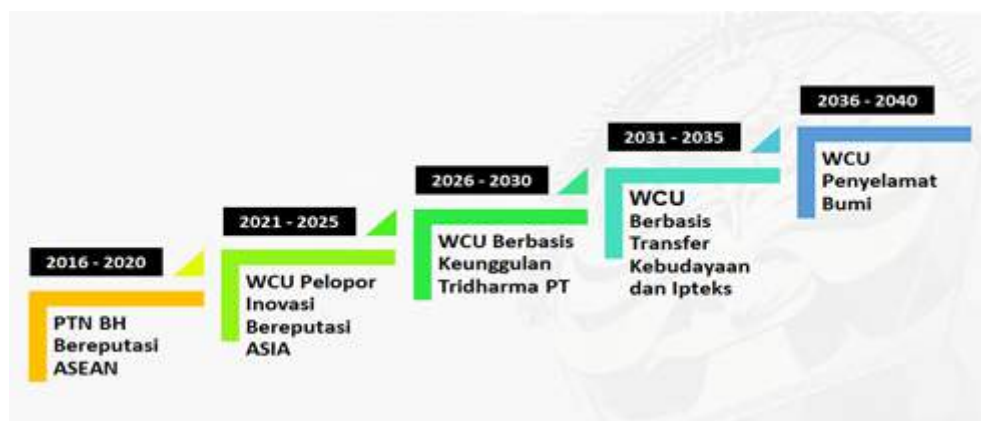 2016 - 2020
PTN BH
Bereputasi
ASEAN
2021 - 2025
WCU Pelopor
Inovasi
Bereputasi
ASIA
2026 - 2030
WCU Berbasis
Keunggulan
Tridharma PT
2031 - 2035
WCU
Berbasis
Transfer
Kebudayaan
dan Ipteks
2036 - 2040
WCU
Penyelamat
Bumi